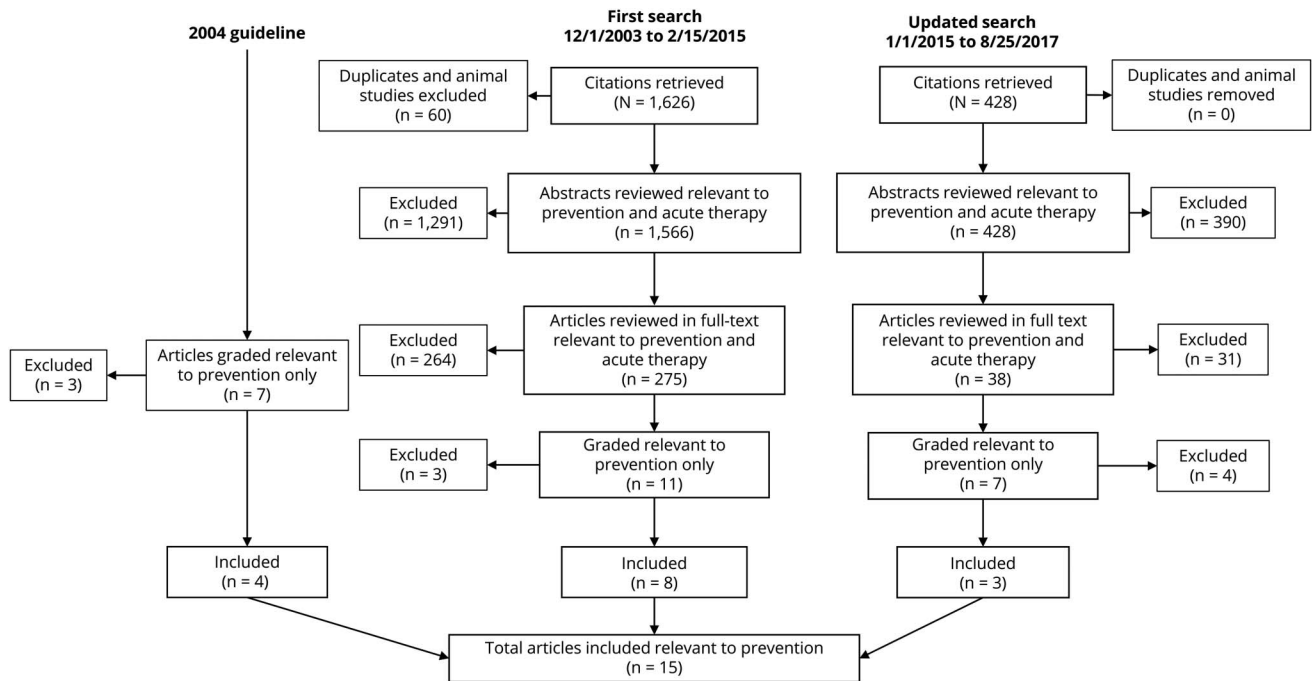 2004 guideline
First search
12/1/2003 to 2/15/2015
Updated search
1/1/2015 to 8/25/2017
Duplicates and animal
studies excluded
(n = 60)
Citations retrieved
(N = 1,626)
Citations retrieved
(N = 428)
Duplicates and animal
studies removed
(n = 0)
Excluded
(n = 1,291)
Abstracts reviewed relevant to
prevention and acute therapy
(n = 1,566)
Abstracts reviewed relevant to
prevention and acute therapy
(n = 428)
Excluded
(n = 390)
Excluded
(n = 3)
Articles graded relevant
to prevention only
(n = 7)
Excluded
(n = 264)
Articles reviewed in full-text
relevant to prevention and
acute therapy
(n = 275)
Articles reviewed in full text
relevant to prevention and
acute therapy
(n = 38)
Excluded
(n = 31)
Excluded
(n = 3)
Graded relevant to
prevention only
(n = 11)
Graded relevant to
prevention only
(n = 7)
Excluded
(n = 4)
Included
(n = 4)
Included
(n = 8)
Included
(n = 3)
Total articles included relevant to prevention
(n = 15)